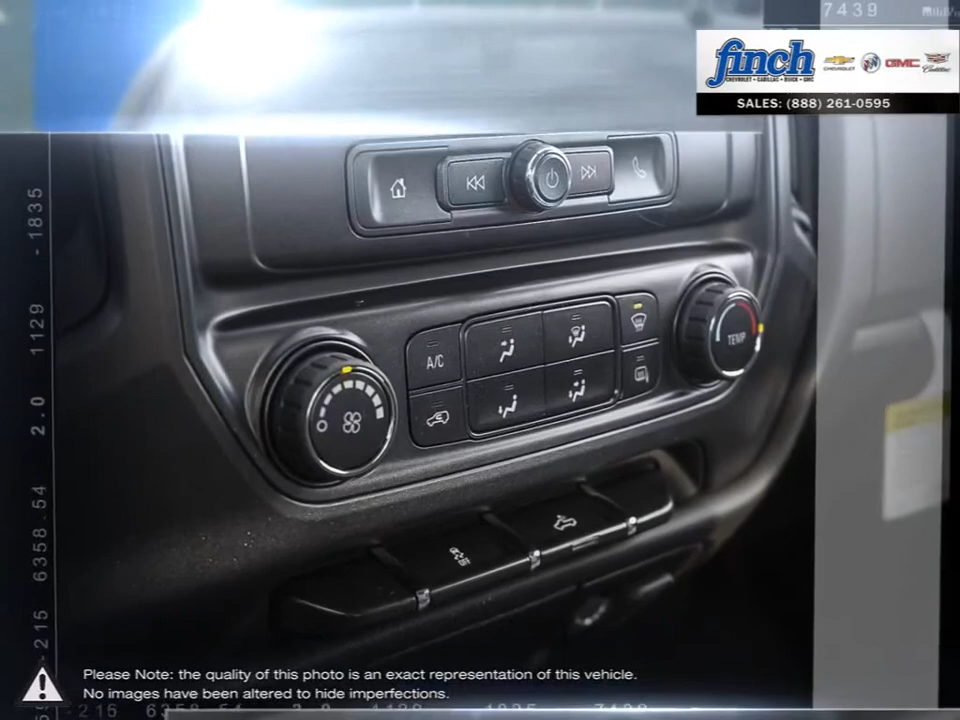 7439
finch
CHEVROLET • CADILLAC • BUICK • GMC
CHEVROLET
GMC
Cadillac
SALES: (888) 261-0595
A/C
TEMP
-215 6358.54 2.0 1129 -1835
Please Note: the quality of this photo is an exact representation of this vehicle.
No images have been altered to hide imperfections.